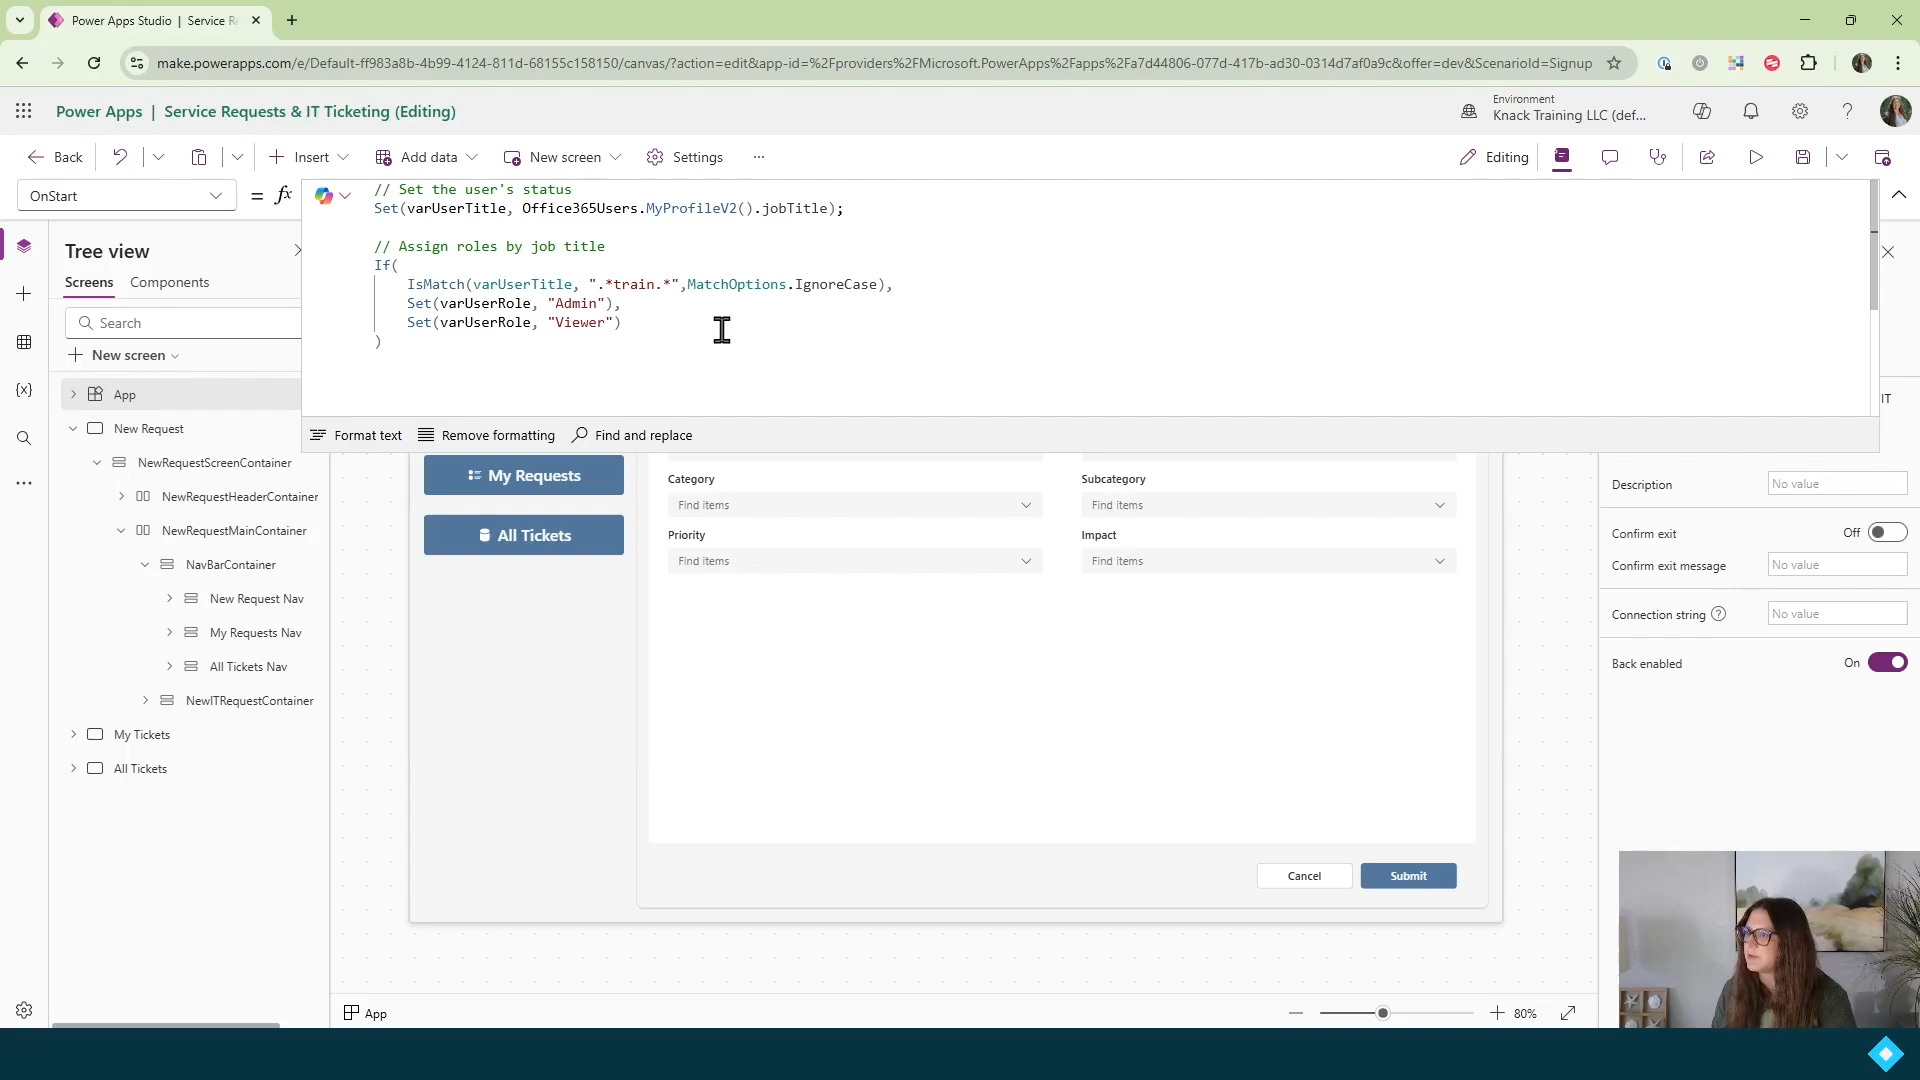 Power Apps Studio | Service R
make.powerapps.com/e/Default-ff983a8b-4b99-4124-811d-68155c158150/canvas/?action=edit&app-id=%2Fproviders%2FMicrosoft.PowerApps%2Fapps%2Fa7d44806-077d-417b-ad30-0314d7af0a9c&offer=dev&ScenarioId=Signup
Power Apps | Service Requests & IT Ticketing (Editing)
Environment
Knack Training LLC (def...
Back
Insert
Add data
New screen
Settings
...
Editing
OnStart
= fx
// Set the user's status
Set(varUserTitle, Office365Users.MyProfileV2().jobTitle);
// Assign roles by job title
If(
IsMatch(varUserTitle, ".*train.*",MatchOptions.IgnoreCase),
Set(varUserRole, "Admin"),
Set(varUserRole, "Viewer")
)
Format text
Remove formatting
Find and replace
Tree view
Screens
Components
Search
New screen
App
New Request
NewRequestScreenContainer
NewRequestHeaderContainer
NewRequestMainContainer
NavBarContainer
New Request Nav
My Requests Nav
All Tickets Nav
NewITRequestContainer
My Tickets
All Tickets
My Requests
All Tickets
Category
Find items
Subcategory
Find items
Priority
Find items
Impact
Find items
Cancel
Submit
IT
Description
No value
Confirm exit
Off
Confirm exit message
No value
Connection string
No value
Back enabled
On
App
80%